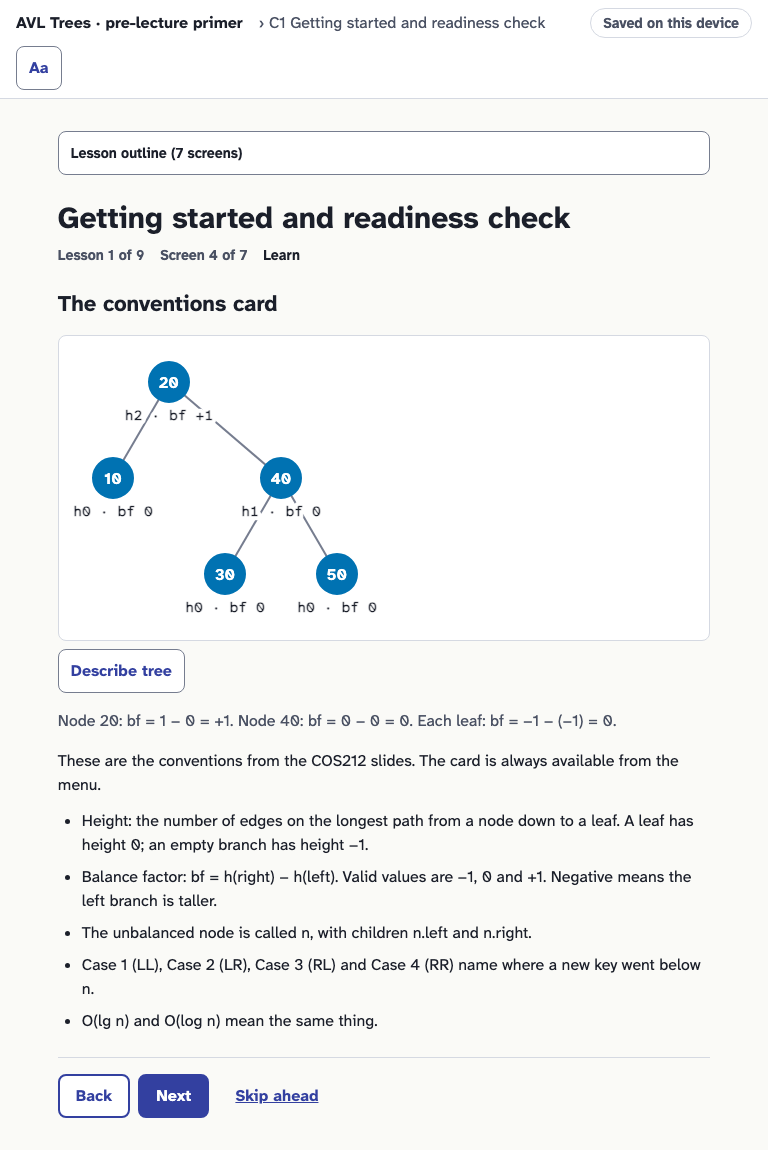 AVL Trees · pre-lecture primer › C1 Getting started and readiness check Saved on this device
Aa
Lesson outline (7 screens)
Getting started and readiness check
Lesson 1 of 9 Screen 4 of 7 Learn
The conventions card
20
h2 · bf +1
10 40
h0 · bf 0 h1 · bf 0
30 50
h0 · bf 0 h0 · bf 0
Describe tree
Node 20: bf = 1 − 0 = +1. Node 40: bf = 0 − 0 = 0. Each leaf: bf = −1 − (−1) = 0.
These are the conventions from the COS212 slides. The card is always available from the
menu.
• Height: the number of edges on the longest path from a node down to a leaf. A leaf has
height 0; an empty branch has height −1.
• Balance factor: bf = h(right) − h(left). Valid values are −1, 0 and +1. Negative means the
left branch is taller.
• The unbalanced node is called n, with children n.left and n.right.
• Case 1 (LL), Case 2 (LR), Case 3 (RL) and Case 4 (RR) name where a new key went below
n.
• O(lg n) and O(log n) mean the same thing.
Back Next Skip ahead